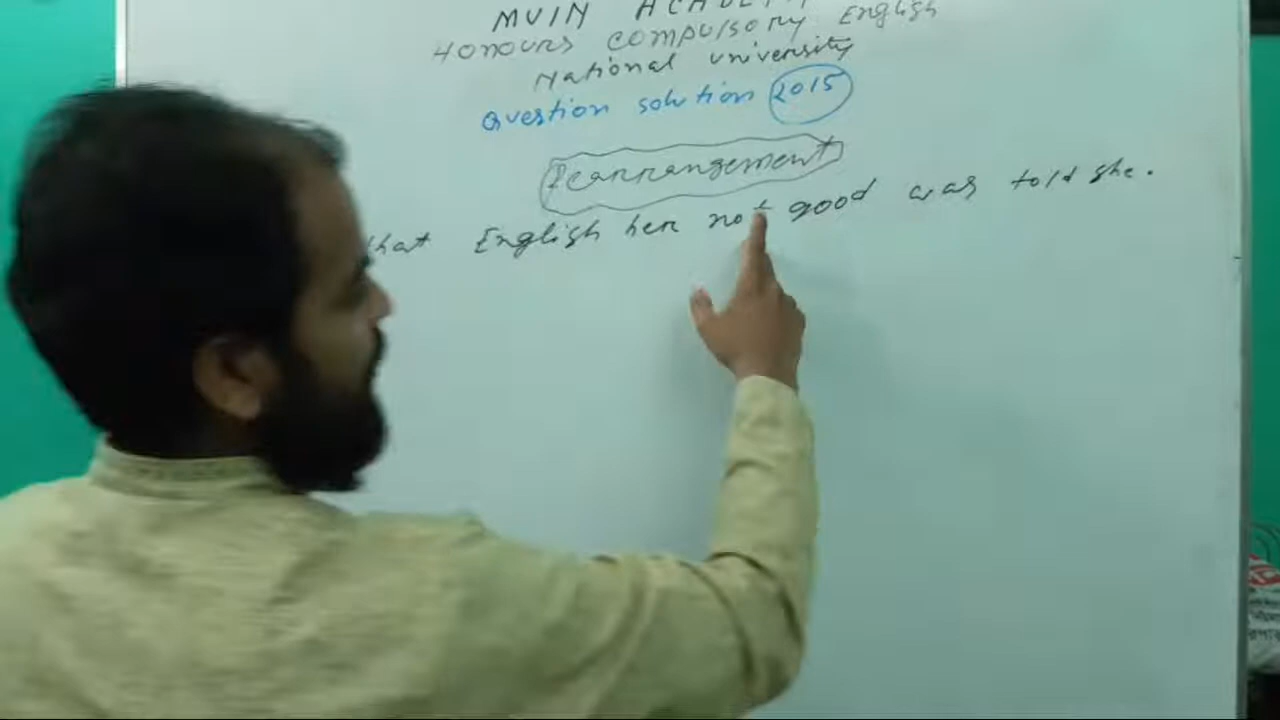 MUIN ACADEMY
Honours compulsory English
National university
Question solution 2015
Rearrangement
that English her not good was told she.